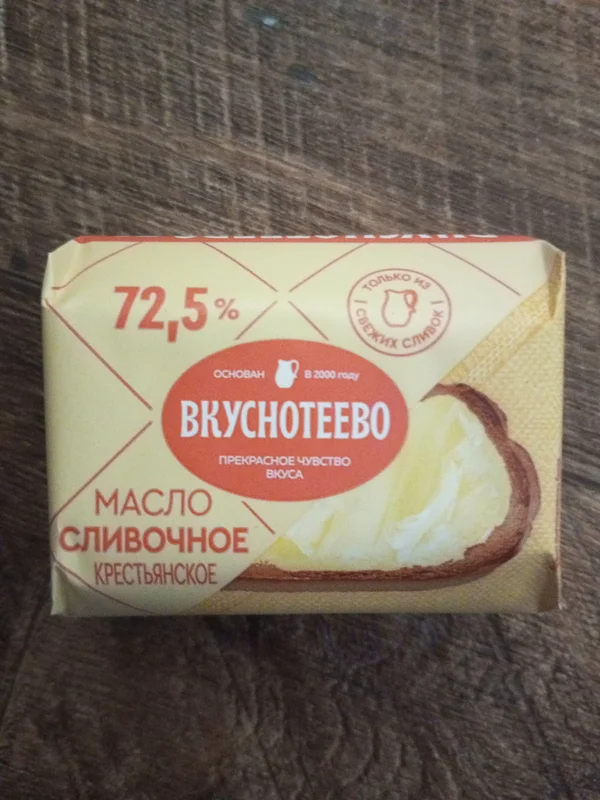 72,5%
ТОЛЬКО ИЗ
СВЕЖИХ СЛИВОК
ОСНОВАН В 2000 году
ВКУСНОТЕЕВО
ПРЕКРАСНОЕ ЧУВСТВО
ВКУСА
МАСЛО
СЛИВОЧНОЕ
КРЕСТЬЯНСКОЕ